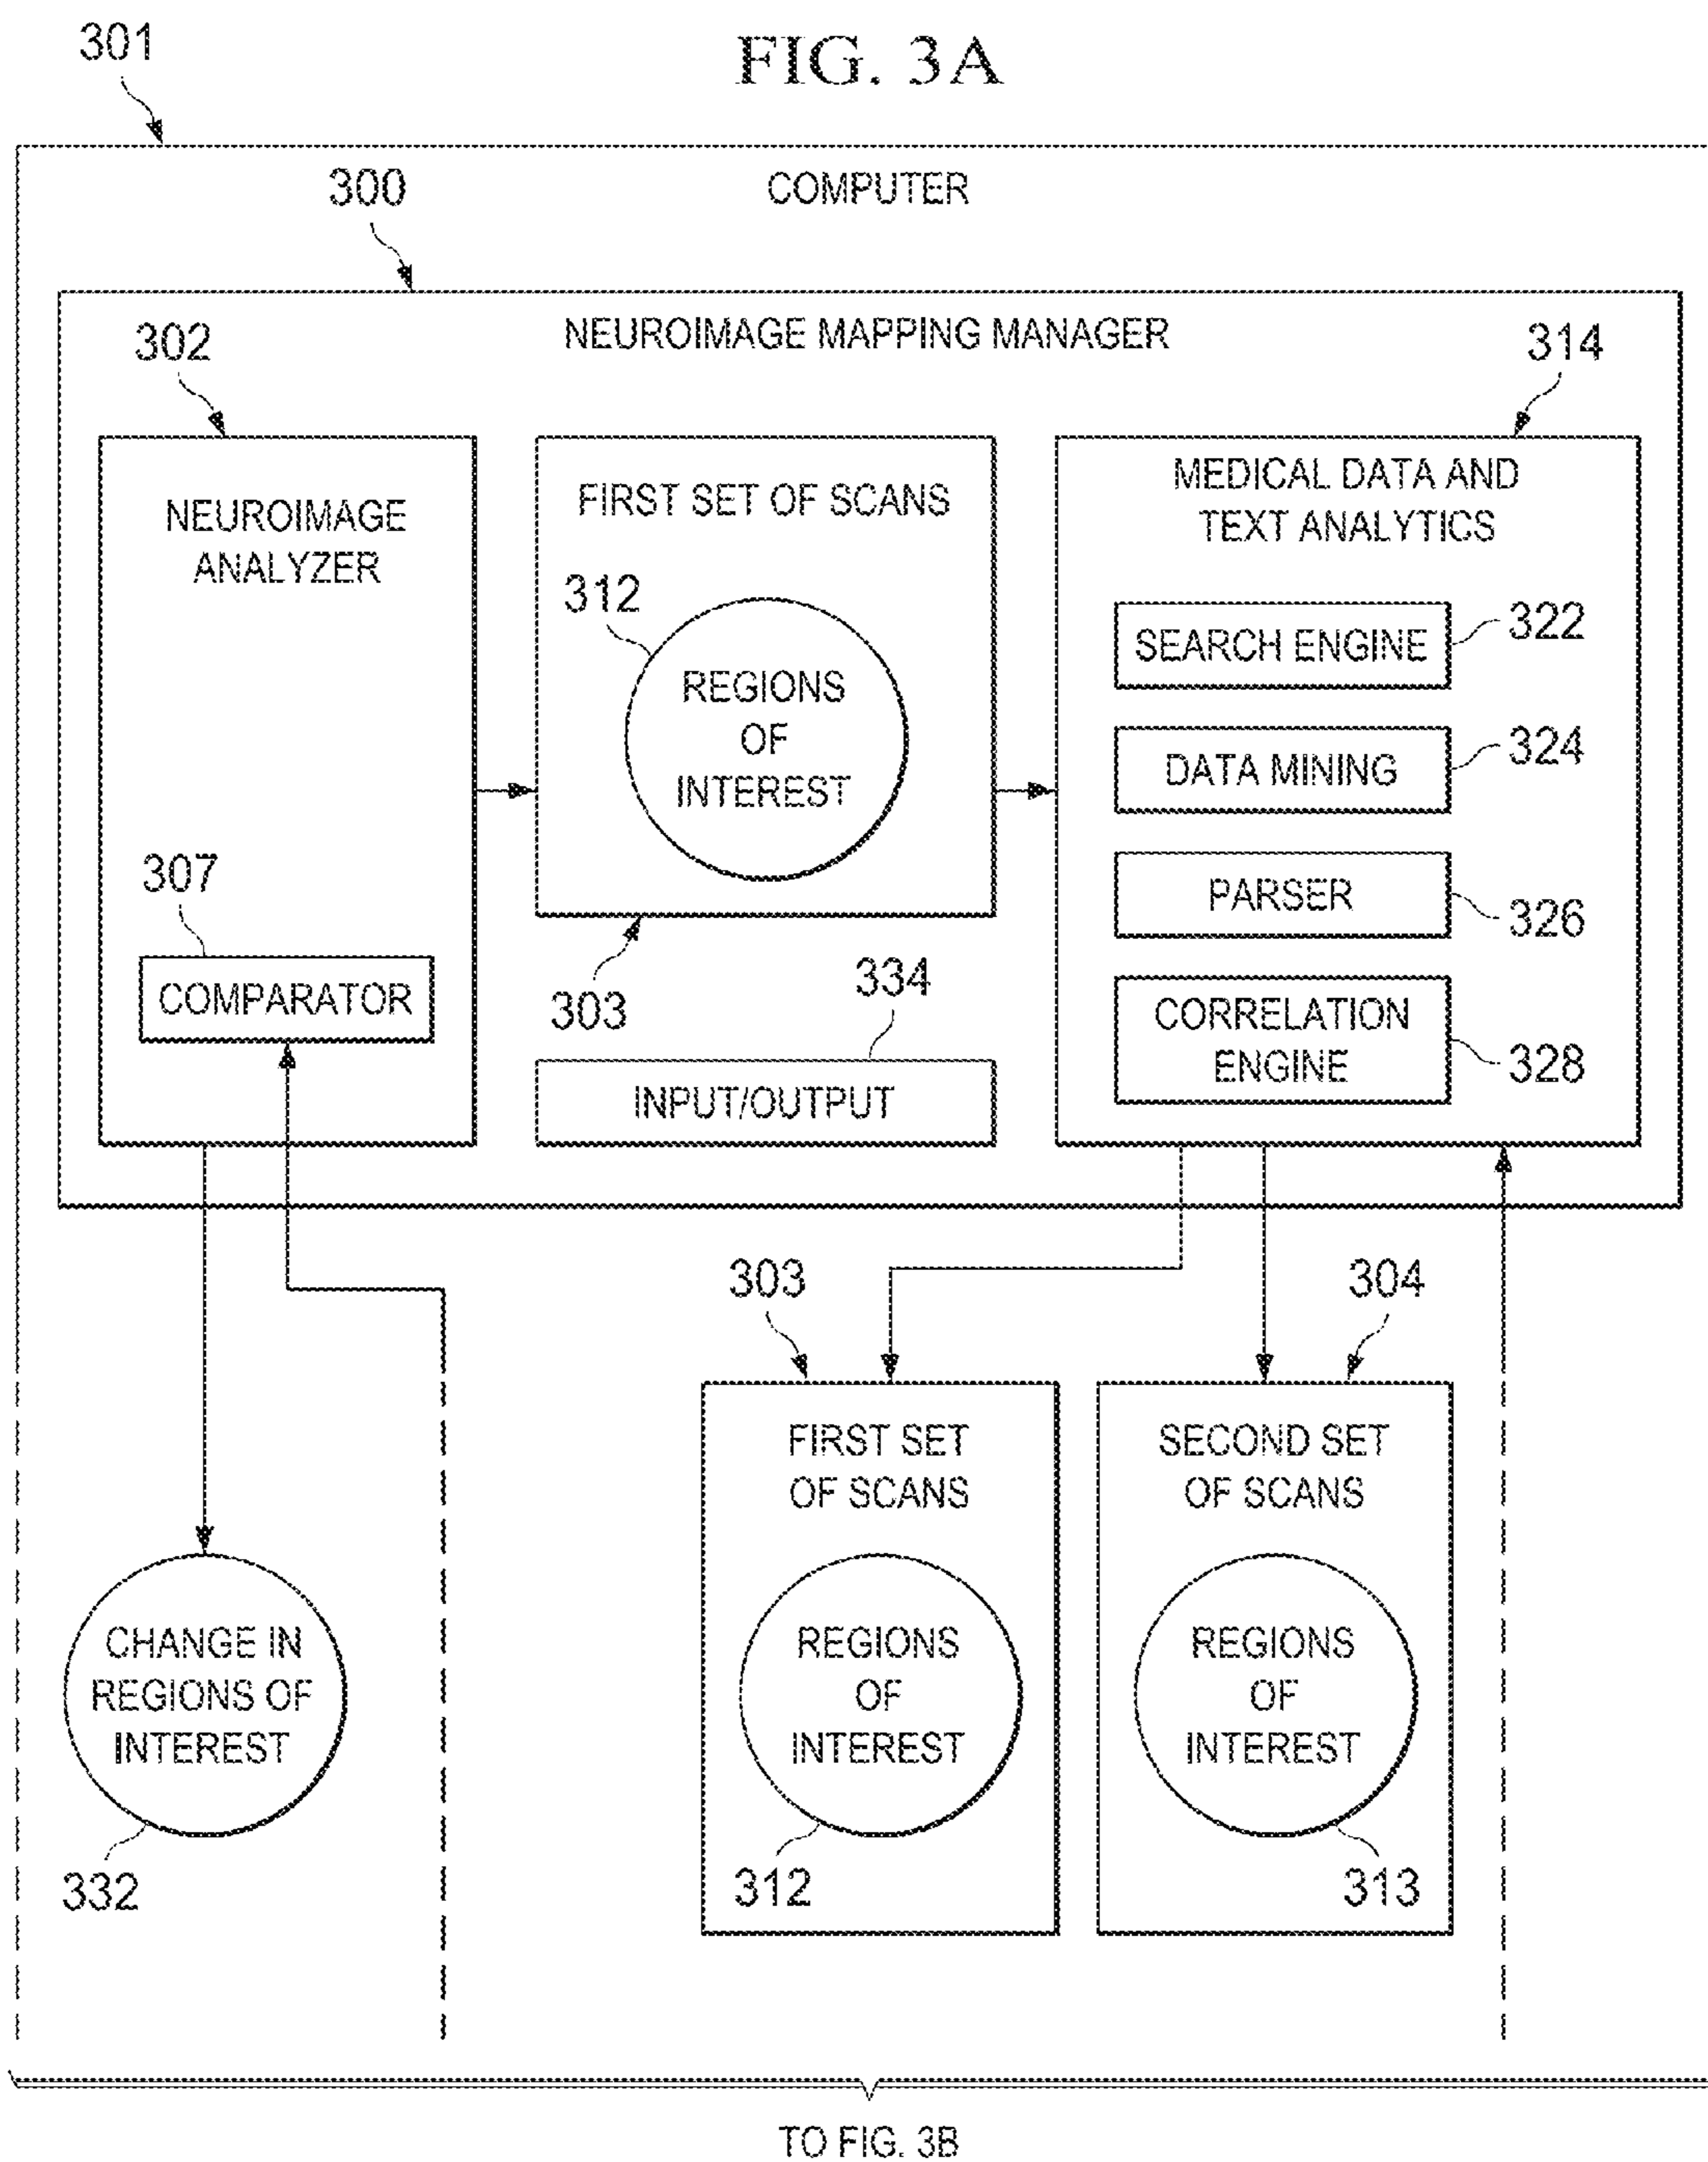 FIG. 3A
301
COMPUTER
300
NEUROIMAGE MAPPING MANAGER
302
314
NEUROIMAGE
ANALYZER
307
COMPARATOR
FIRST SET OF SCANS
312
REGIONS
OF
INTEREST
303
334
INPUT/OUTPUT
MEDICAL DATA AND
TEXT ANALYTICS
SEARCH ENGINE
322
DATA MINING
324
PARSER
326
CORRELATION
ENGINE
328
303
304
FIRST SET
OF SCANS
REGIONS
OF
INTEREST
312
SECOND SET
OF SCANS
REGIONS
OF
INTEREST
313
CHANGE IN
REGIONS OF
INTEREST
332
TO FIG. 3B